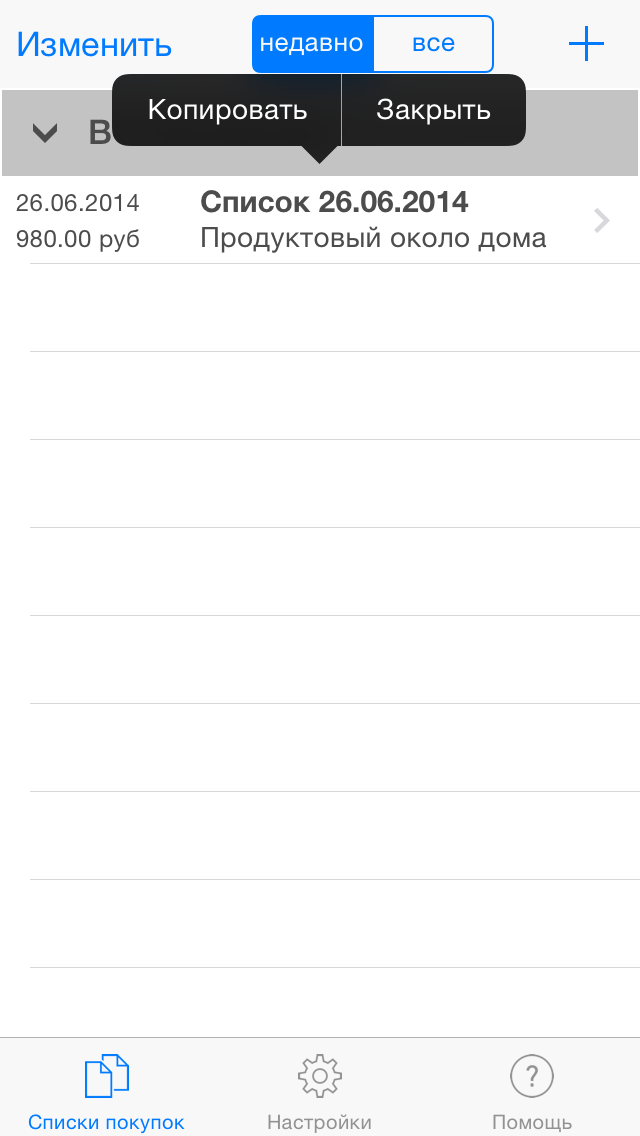 Изменить
недавно
все
Копировать
Закрыть
26.06.2014
Список 26.06.2014
980.00 руб
Продуктовый около дома
Списки покупок
Настройки
Помощь